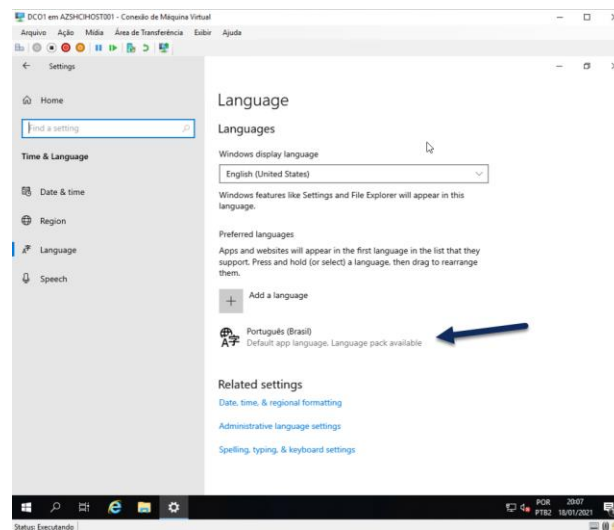 DCO1 em AZSHCIHOST001 - Conexão de Máquina Virtual
Arquivo Ação Mídia Área de Transferência Exibir Ajuda
Settings
Home
Find a setting
Time & Language
Date & time
Region
Language
Speech
Language
Languages
Windows display language
English (United States)
Windows features like Settings and File Explorer will appear in this
language.
Preferred languages
Apps and websites will appear in the first language in the list that they
support. Press and hold (or select) a language, then drag to rearrange
them.
Add a language
Português (Brasil)
Default app language. Language pack available
Related settings
Date, time, & regional formatting
Administrative language settings
Spelling, typing, & keyboard settings
POR 20:07
PTB2 18/01/2021
Status: Executando